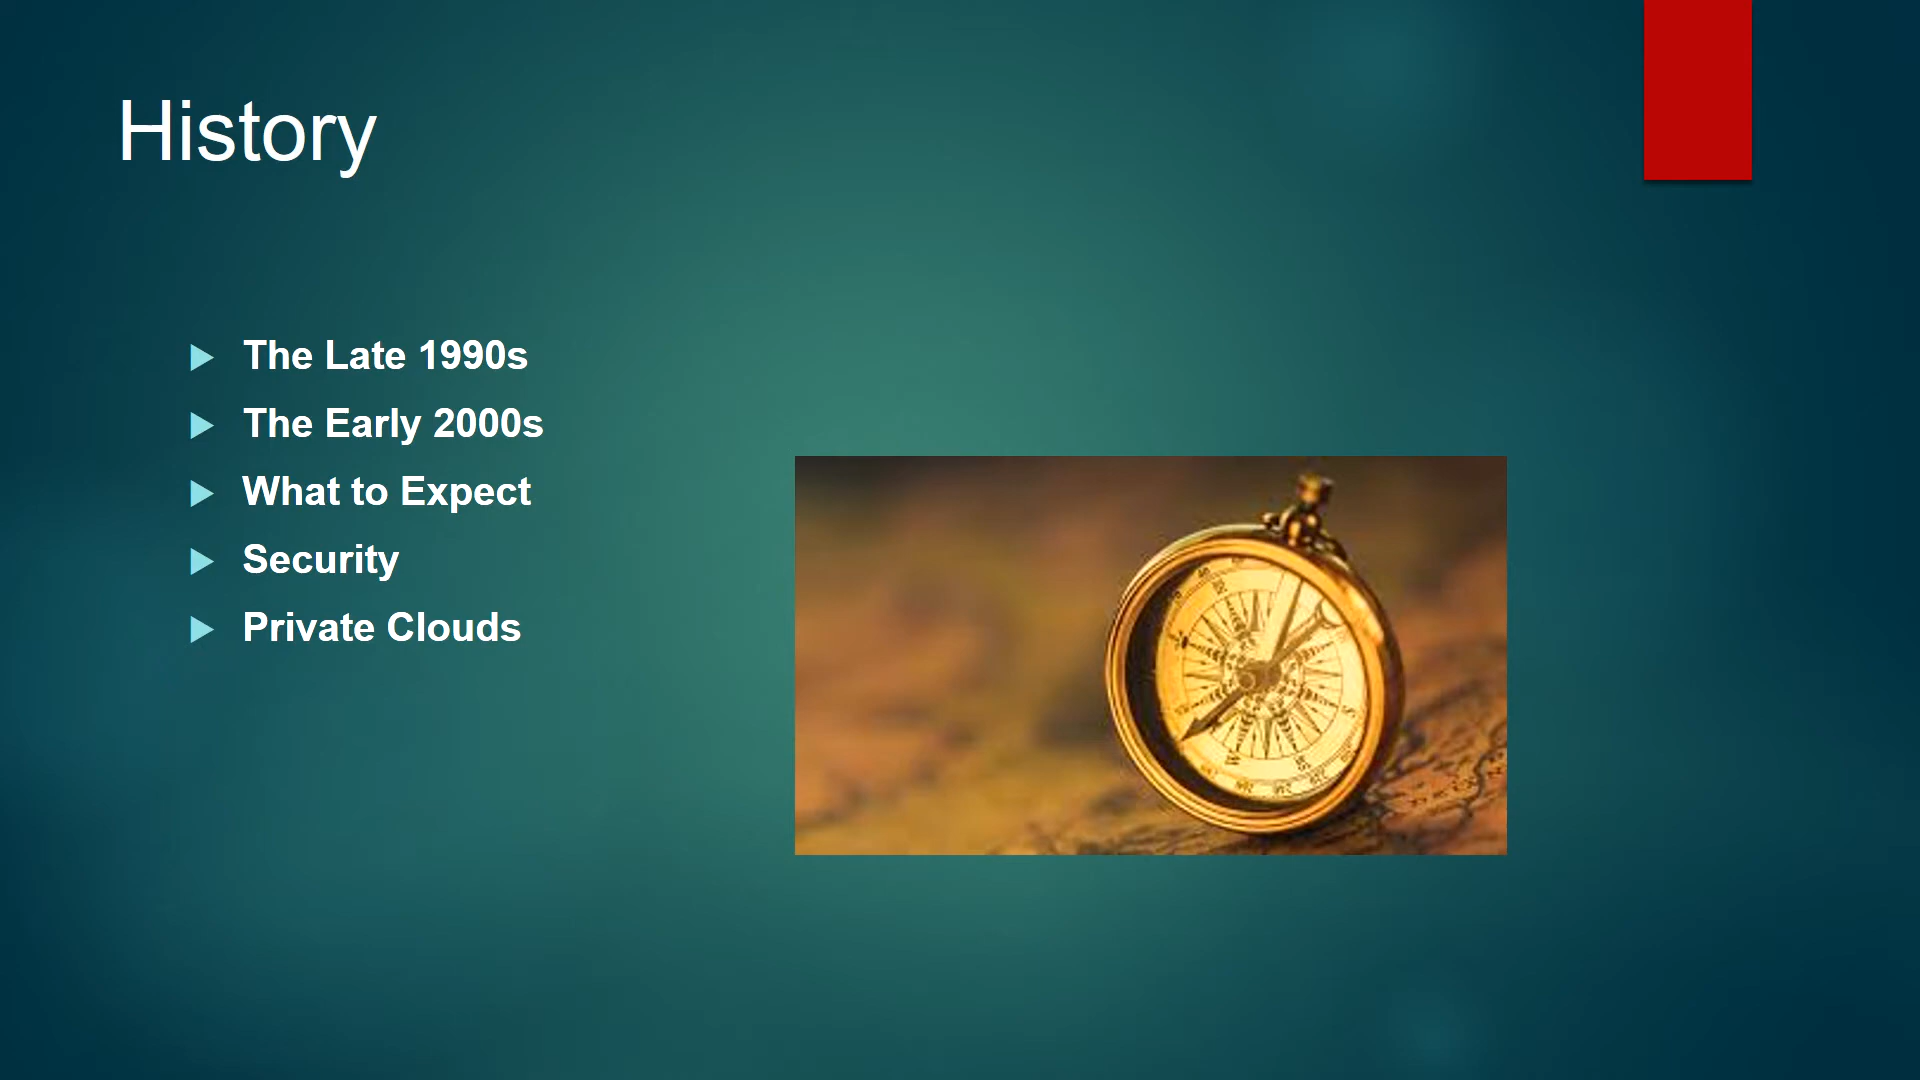 History
The Late 1990s
The Early 2000s
What to Expect
Security
Private Clouds